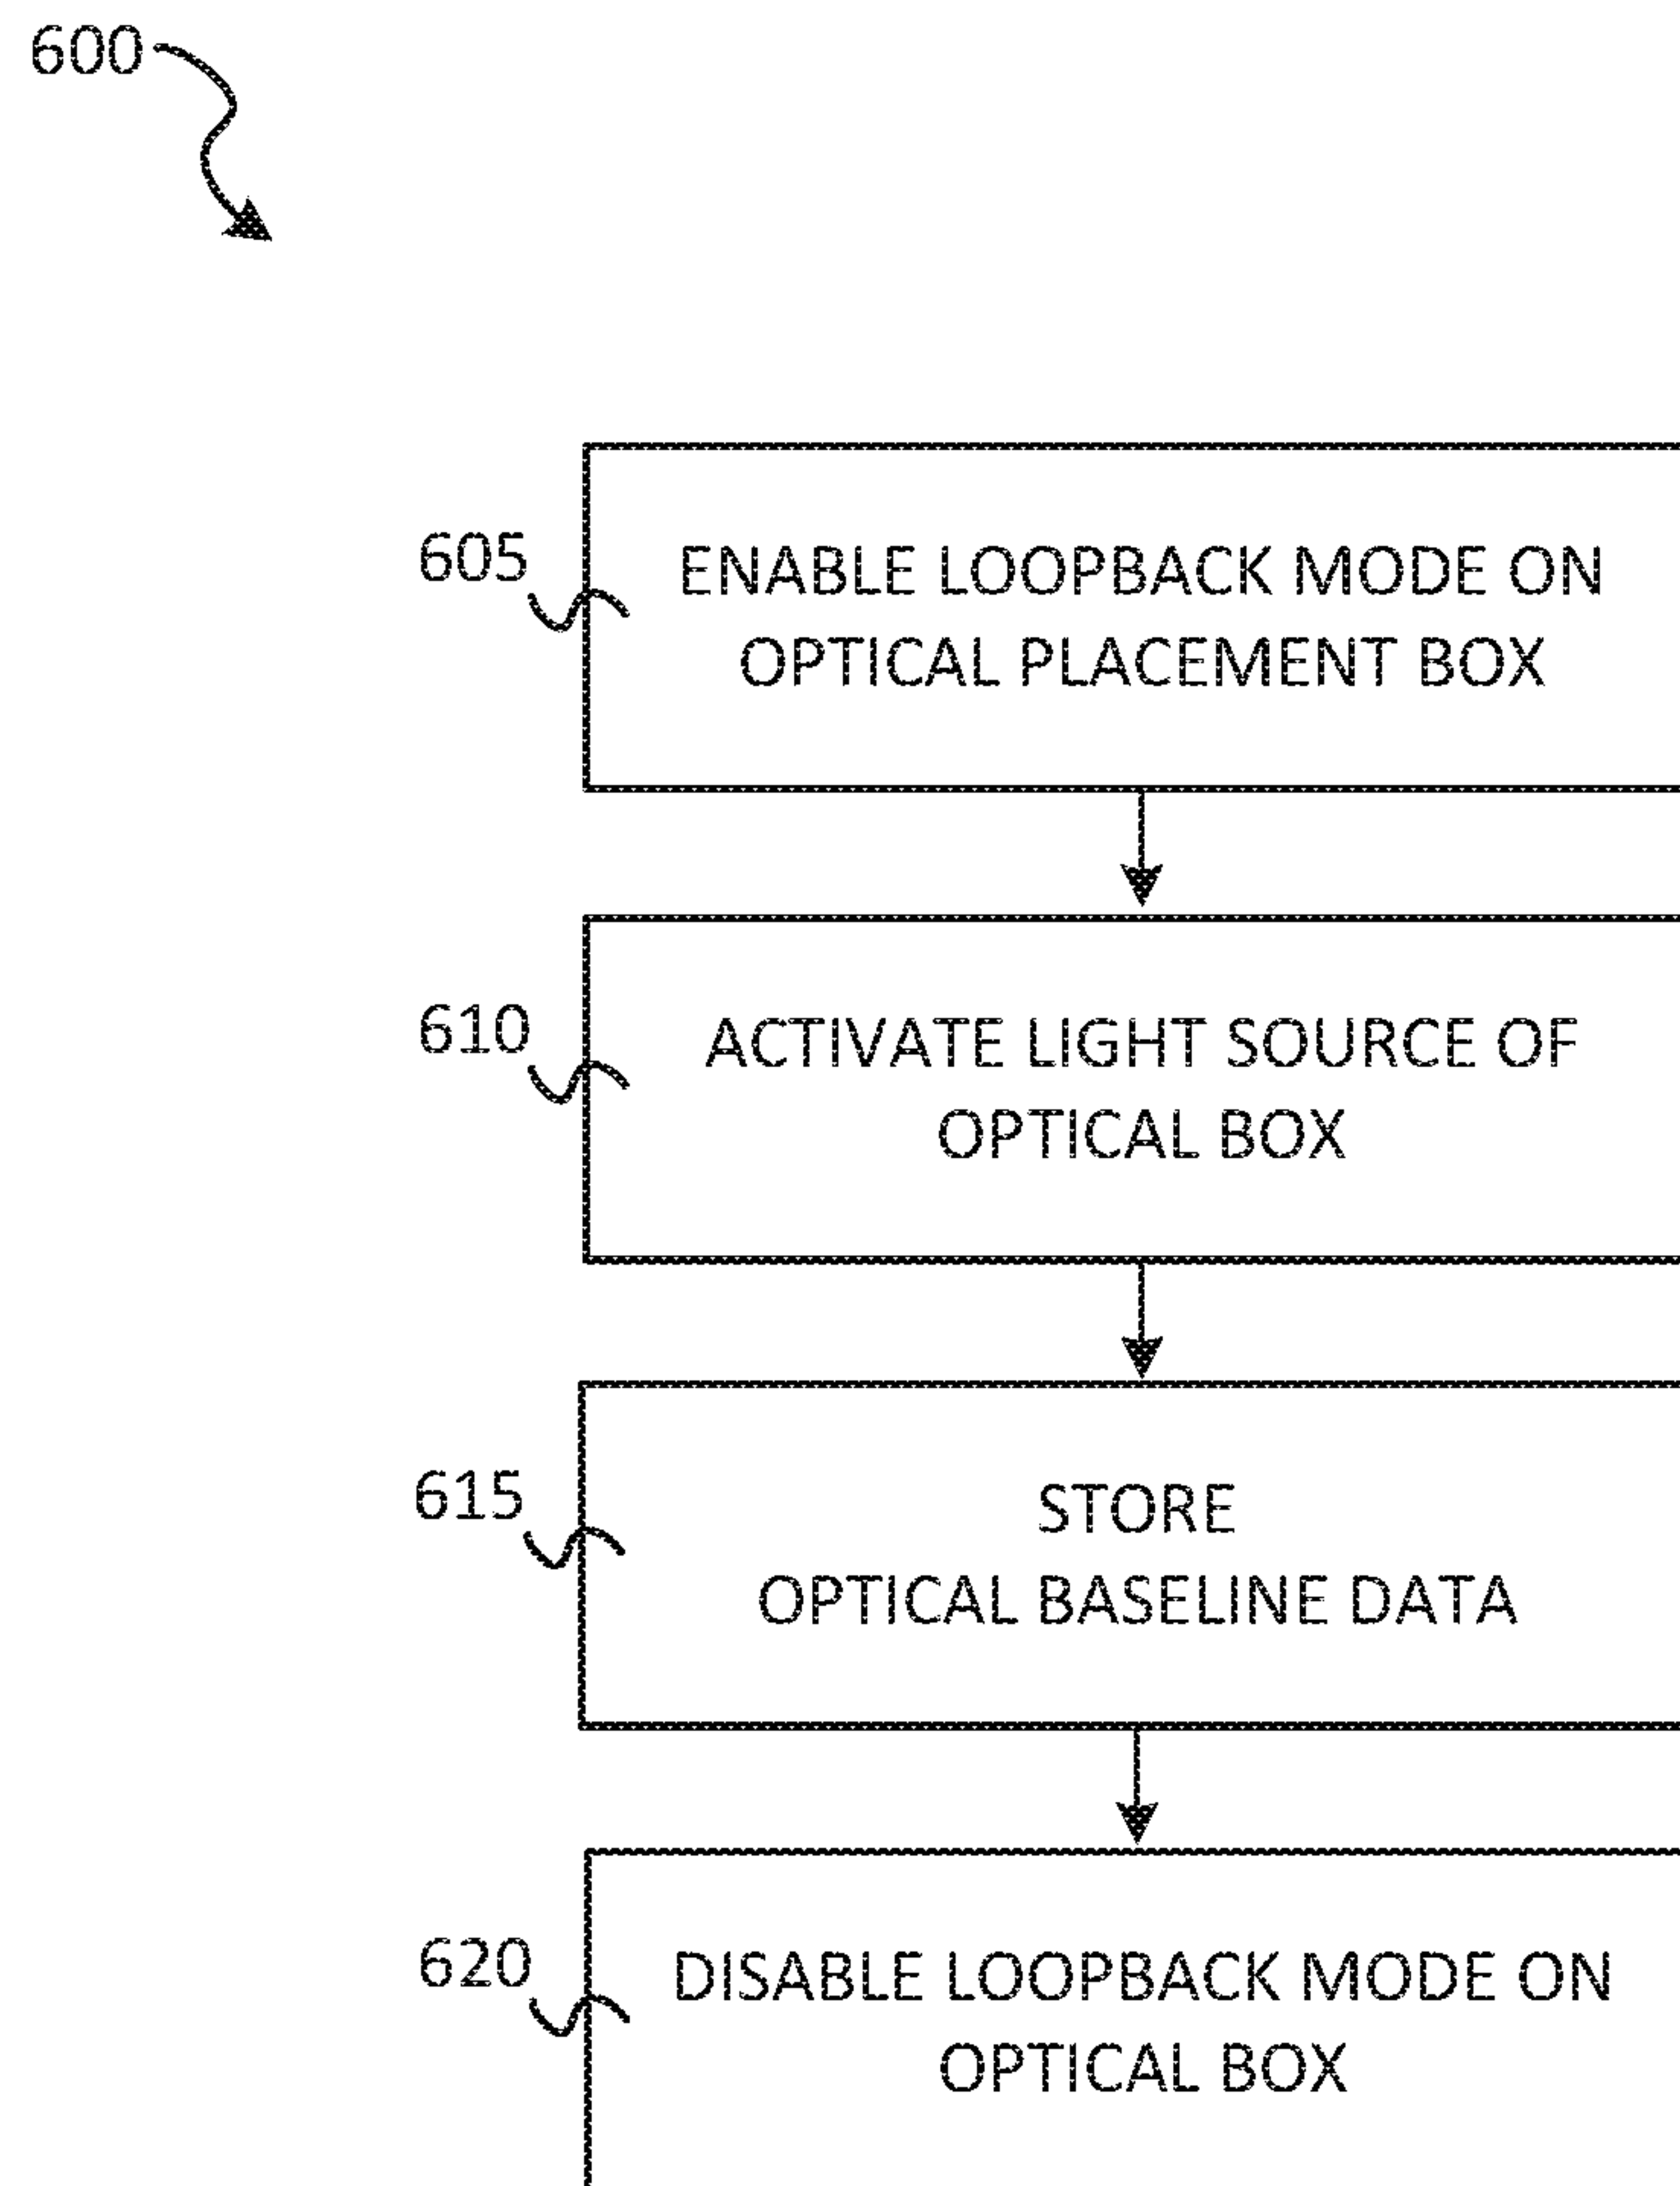 600
605
ENABLE LOOPBACK MODE ON
OPTICAL PLACEMENT BOX
610
ACTIVATE LIGHT SOURCE OF
OPTICAL BOX
615
STORE
OPTICAL BASELINE DATA
620
DISABLE LOOPBACK MODE ON
OPTICAL BOX